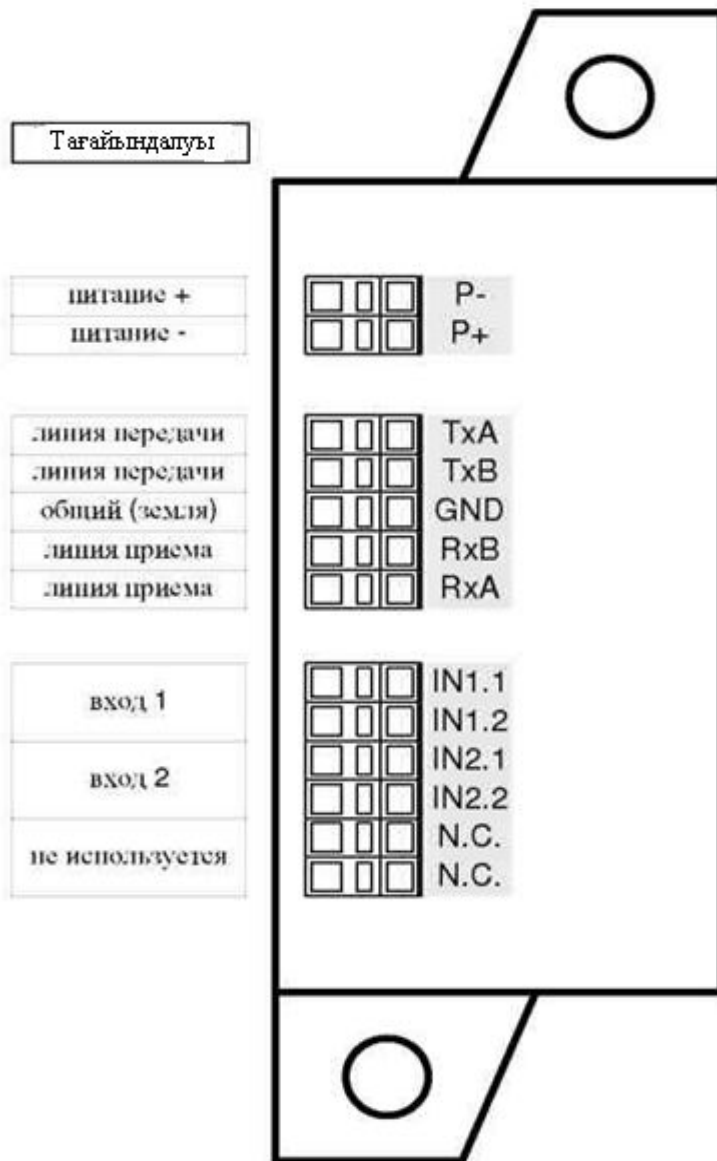 Тағайындалуы
питание + P-
питание - P+
линия передачи TxA
линия передачи TxB
общий (земля) GND
линия приема RxB
линия приема RxA
вход 1 IN1.1
IN1.2
вход 2 IN2.1
IN2.2
не используется N.C.
N.C.